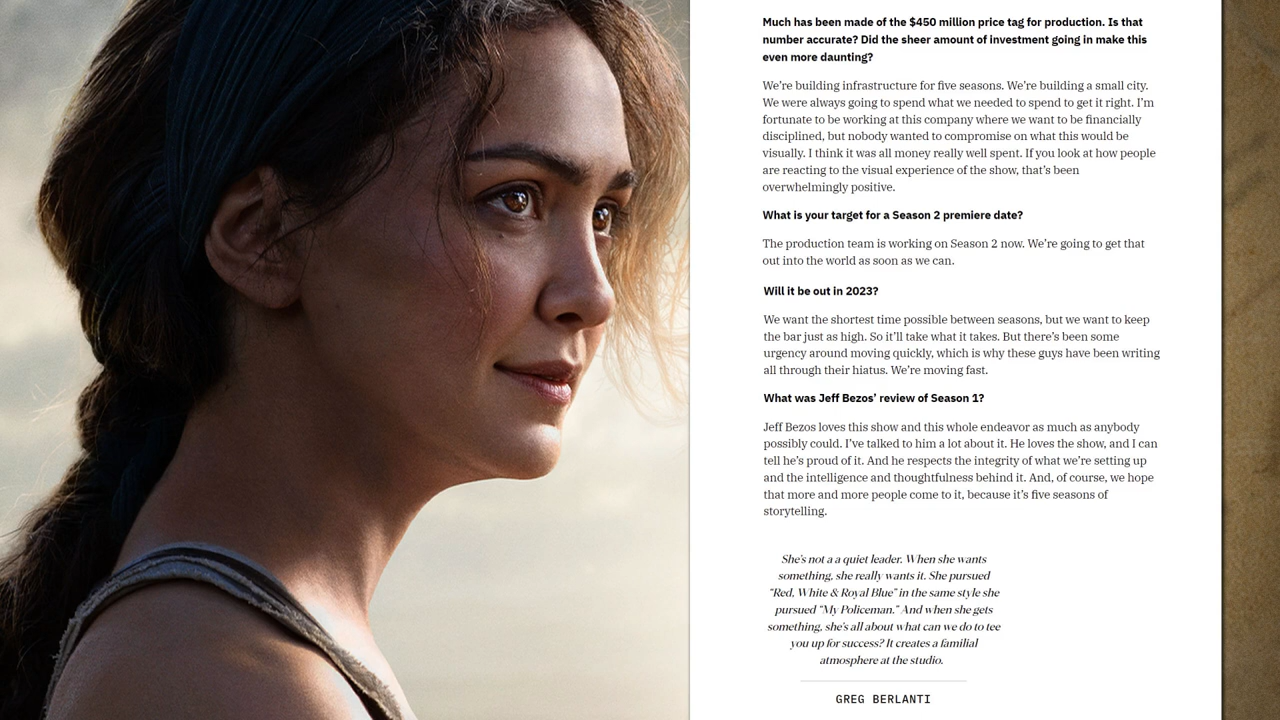 Much has been made of the $450 million price tag for production. Is that
number accurate? Did the sheer amount of investment going in make this
even more daunting?
We’re building infrastructure for five seasons. We’re building a small city.
We were always going to spend what we needed to spend to get it right. I’m
fortunate to be working at this company where we want to be financially
disciplined, but nobody wanted to compromise on what this would be
visually. I think it was all money really well spent. If you look at how people
are reacting to the visual experience of the show, that’s been
overwhelmingly positive.
What is your target for a Season 2 premiere date?
The production team is working on Season 2 now. We’re going to get that
out into the world as soon as we can.
Will it be out in 2023?
We want the shortest time possible between seasons, but we want to keep
the bar just as high. So it’ll take what it takes. But there’s been some
urgency around moving quickly, which is why these guys have been writing
all through their hiatus. We’re moving fast.
What was Jeff Bezos’ review of Season 1?
Jeff Bezos loves this show and this whole endeavor as much as anybody
possibly could. I’ve talked to him a lot about it. He loves the show, and I can
tell he’s proud of it. And he respects the integrity of what we’re setting up
and the intelligence and thoughtfulness behind it. And, of course, we hope
that more and more people come to it, because it’s five seasons of
storytelling.
She’s not a a quiet leader. When she wants
something, she really wants it. She pursued
“Red, White & Royal Blue” in the same style she
pursued “My Policeman.” And when she gets
something, she’s all about what can we do to tee
you up for success? It creates a familial
atmosphere at the studio.
GREG BERLANTI